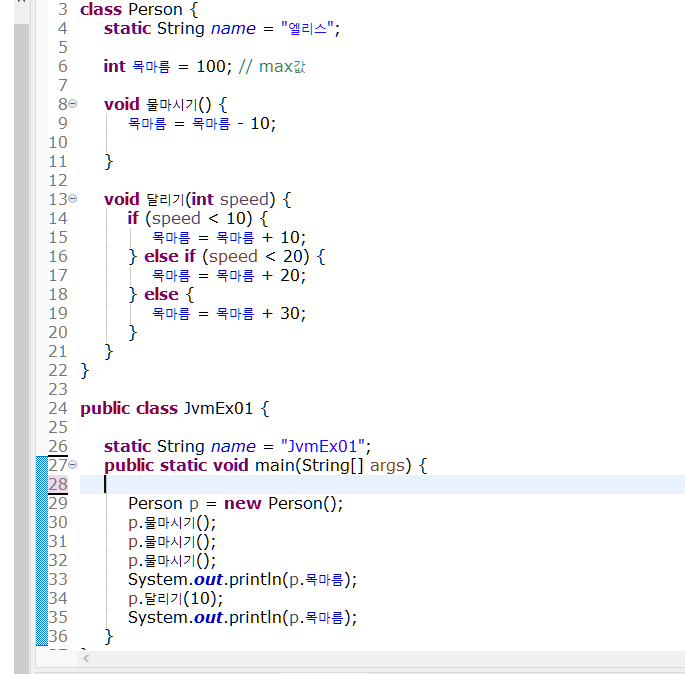 3 class Person {
4 static String name = "엘리스";
5
6 int 목마름 = 100; // max값
7
8 void 물마시기() {
9 목마름 = 목마름 - 10;
10
11 }
12
13 void 달리기(int speed) {
14 if (speed < 10) {
15 목마름 = 목마름 + 10;
16 } else if (speed < 20) {
17 목마름 = 목마름 + 20;
18 } else {
19 목마름 = 목마름 + 30;
20 }
21 }
22 }
23
24 public class JvmEx01 {
25
26 static String name = "JvmEx01";
27 public static void main(String[] args) {
28
29 Person p = new Person();
30 p.물마시기();
31 p.물마시기();
32 p.물마시기();
33 System.out.println(p.목마름);
34 p.달리기(10);
35 System.out.println(p.목마름);
36 }